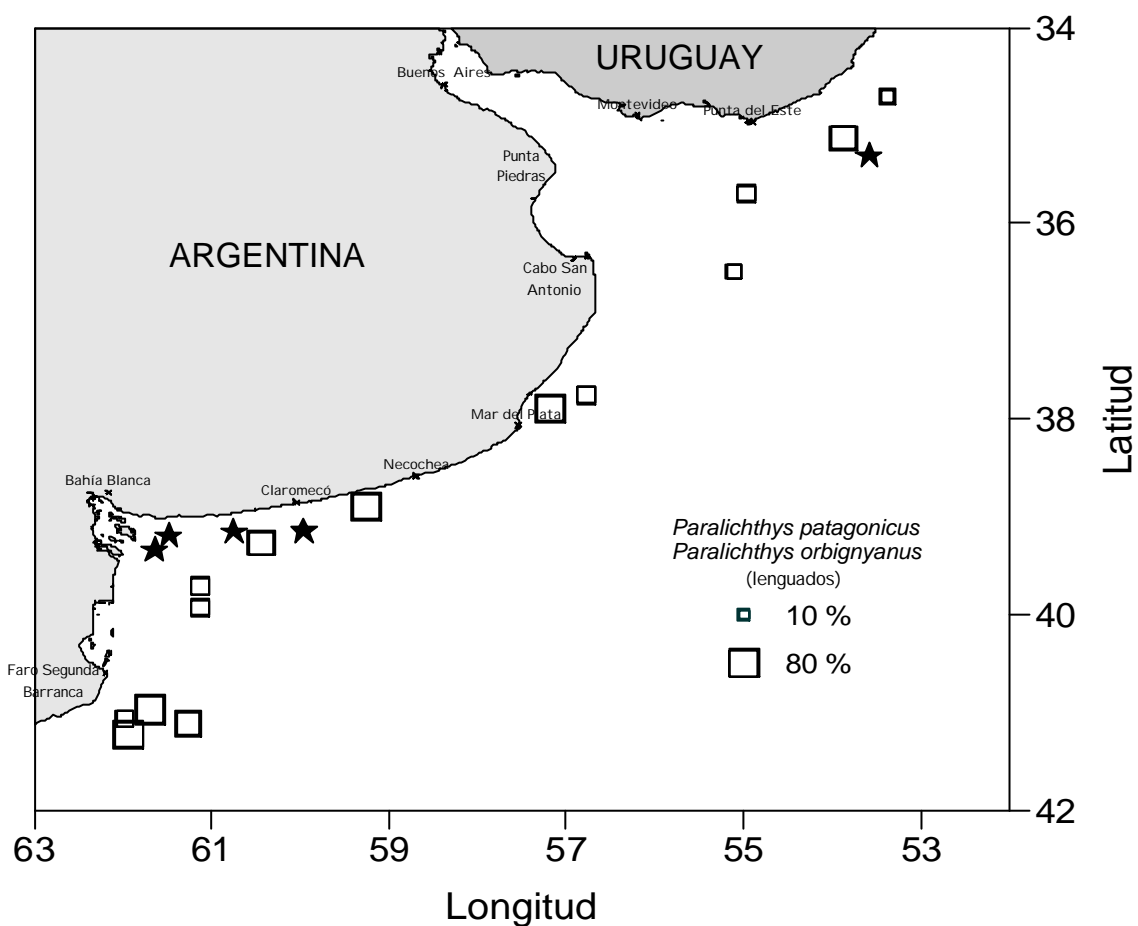 34
URUGUAY
Buenos Aires
Montevideo
Punta del Este
Punta
Piedras
36
ARGENTINA
Cabo San
Antonio
Latitud
Mar del Plata
38
Necochea
Bahía Blanca
Claromecó
Paralichthys patagonicus
Paralichthys orbignyanus
(lenguados)
10 %
40
80 %
Faro Segunda
Barranca
42
63 61 59 57 55 53
Longitud